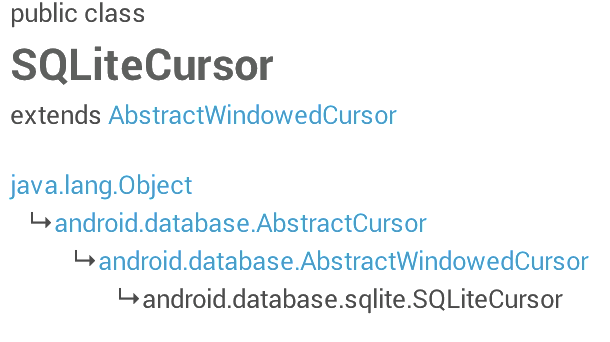 public class
SQLiteCursor
extends AbstractWindowedCursor
java.lang.Object
↳android.database.AbstractCursor
↳android.database.AbstractWindowedCursor
↳android.database.sqlite.SQLiteCursor